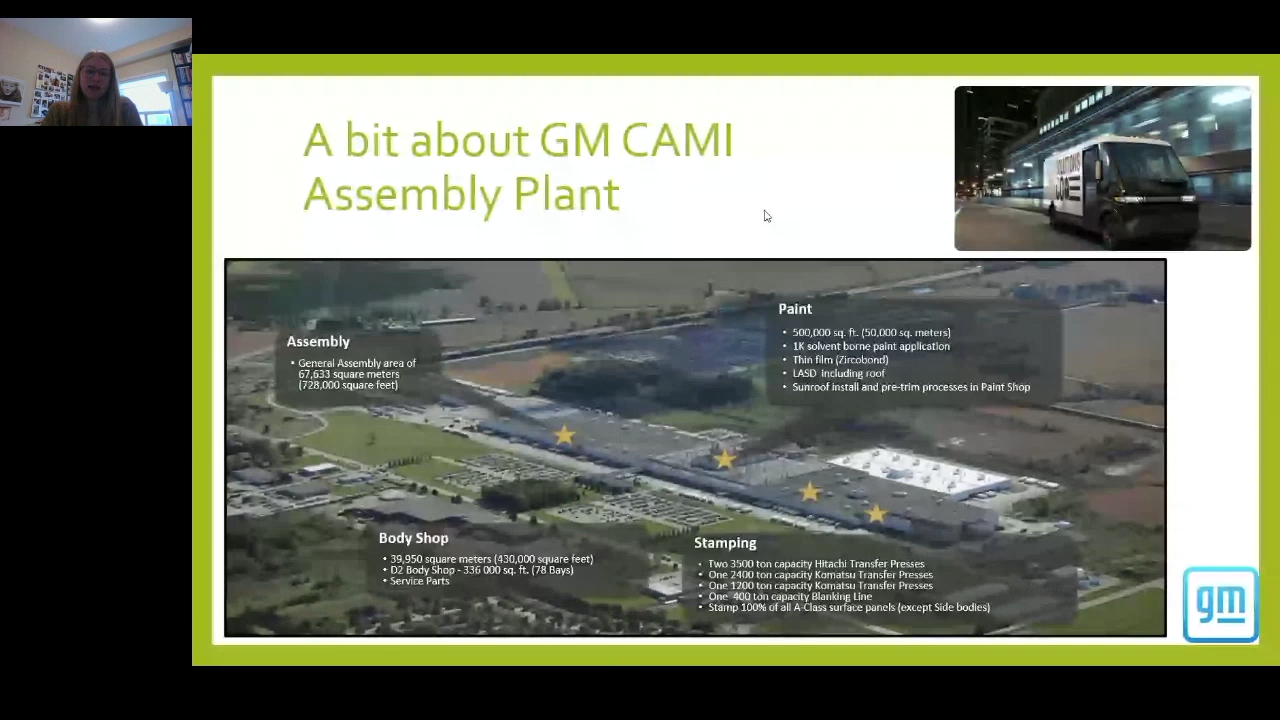 A bit about GM CAMI
Assembly Plant
Assembly
• General Assembly area of
67,633 square meters
(728,000 square feet)
Paint
• 500,000 sq. ft. (50,000 sq. meters)
• 1K solvent borne paint application
• Thin film (Zircobond)
• LASD including roof
• Sunroof install and pre-trim processes in Paint Shop
Body Shop
• 39,950 square meters (430,000 square feet)
• D2 Body Shop - 336 000 sq. ft. (78 Bays)
• Service Parts
Stamping
• Two 3500 ton capacity Hitachi Transfer Presses
• One 2400 ton capacity Komatsu Transfer Presses
• One 1200 ton capacity Komatsu Transfer Presses
• One 400 ton capacity Blanking Line
• Stamp 100% of all A-Class surface panels (except Side bodies)
gm